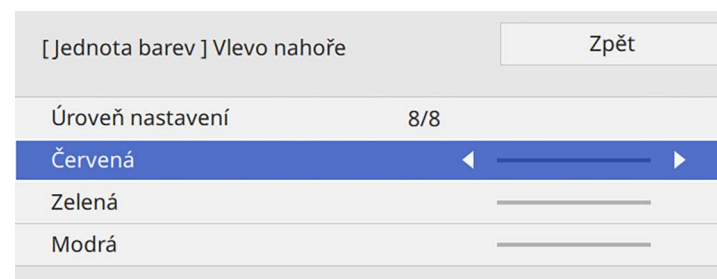 [ Jednota barev ] Vlevo nahoře
Zpět
Úroveň nastavení 8/8
Červená
Zelená
Modrá